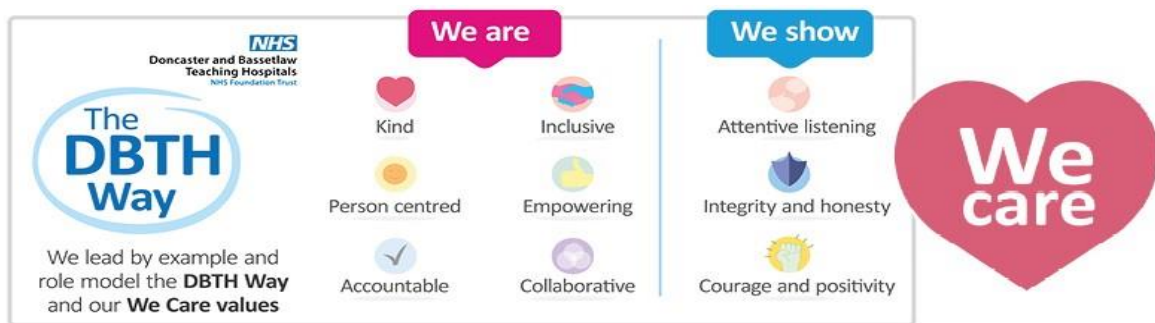 NHS
Doncaster and Bassetlaw
Teaching Hospitals
NHS Foundation Trust
The
DBTH
Way
We lead by example and
role model the DBTH Way
and our We Care values
We are
Kind
Inclusive
Person centred
Empowering
Accountable
Collaborative
We show
Attentive listening
Integrity and honesty
Courage and positivity
We
care